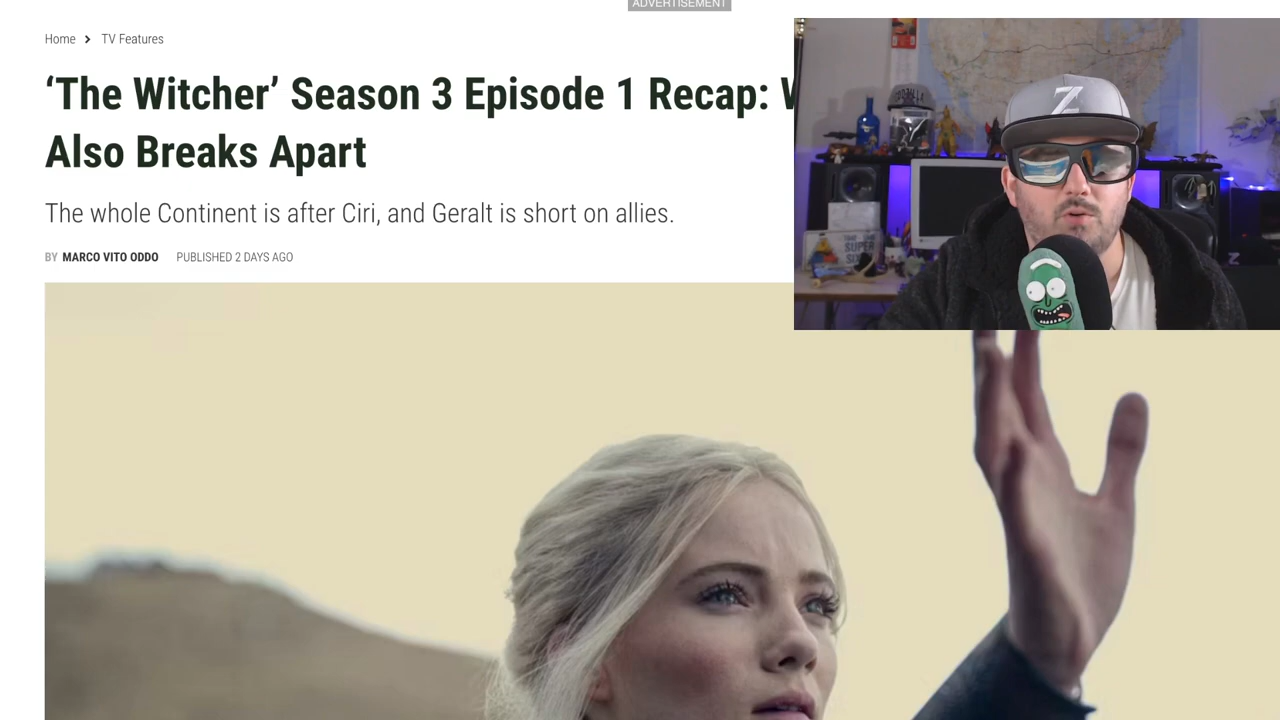 ADVERTISEMENT
Home > TV Features
‘The Witcher’ Season 3 Episode 1 Recap:
Also Breaks Apart
The whole Continent is after Ciri, and Geralt is short on allies.
BY MARCO VITO ODDO PUBLISHED 2 DAYS AGO
Z
SUPER